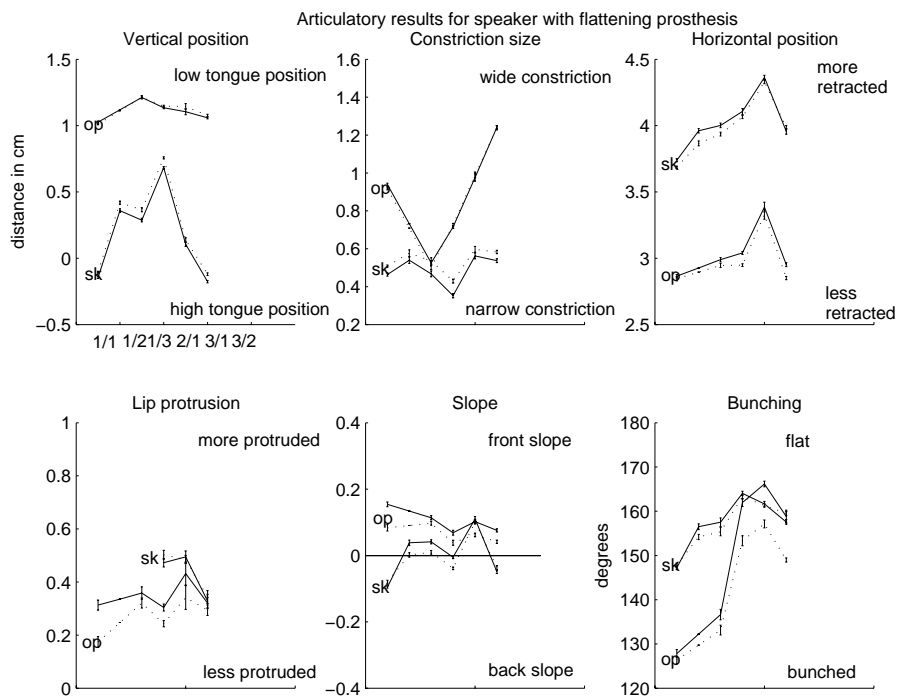 Articulatory results for speaker with flattening prosthesis
Vertical position
1.5
1
0.5
0
−0.5
distance in cm
low tongue position
op
sk
high tongue position
1/1 1/21/3 2/1 3/1 3/2
Constriction size
1.6
1.4
1.2
1
0.8
0.6
0.4
0.2
wide constriction
op
sk
narrow constriction
Horizontal position
4.5
4
3.5
3
2.5
more
retracted
sk
op
less
retracted
Lip protrusion
1
0.8
0.6
0.4
0.2
0
more protruded
sk
op
less protruded
Slope
0.4
0.2
0
−0.2
−0.4
front slope
op
sk
back slope
Bunching
180
170
160
150
140
130
120
degrees
flat
sk
op
bunched